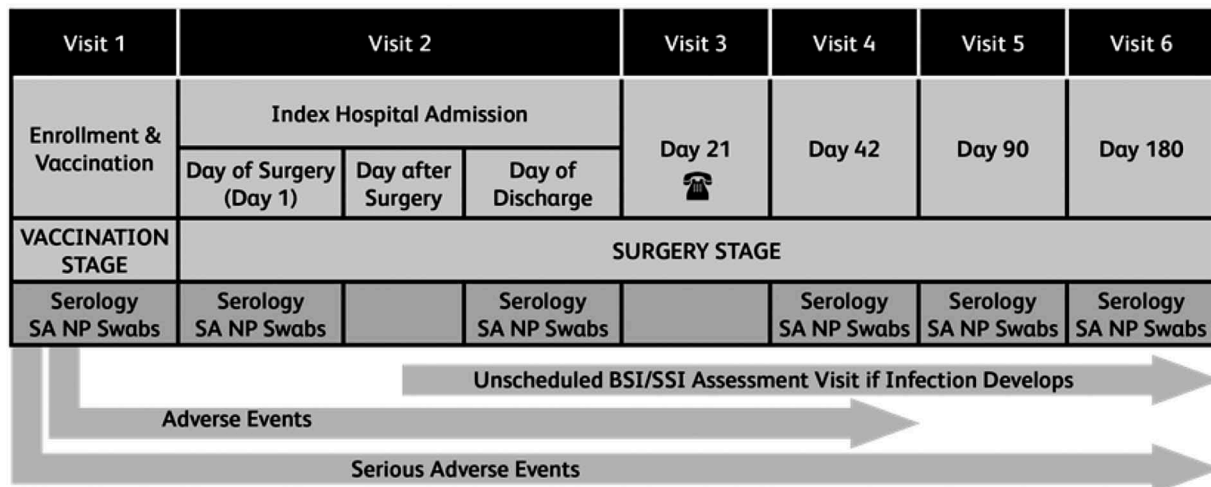 Visit 1
Visit 2
Visit 3
Visit 4
Visit 5
Visit 6
Enrollment &
Vaccination
Index Hospital Admission
Day of Surgery
(Day 1)
Day after
Surgery
Day of
Discharge
Day 21
Day 42
Day 90
Day 180
VACCINATION
STAGE
SURGERY STAGE
Serology
SA NP Swabs
Serology
SA NP Swabs
Serology
SA NP Swabs
Serology
SA NP Swabs
Serology
SA NP Swabs
Serology
SA NP Swabs
Unscheduled BSI/SSI Assessment Visit if Infection Develops
Adverse Events
Serious Adverse Events